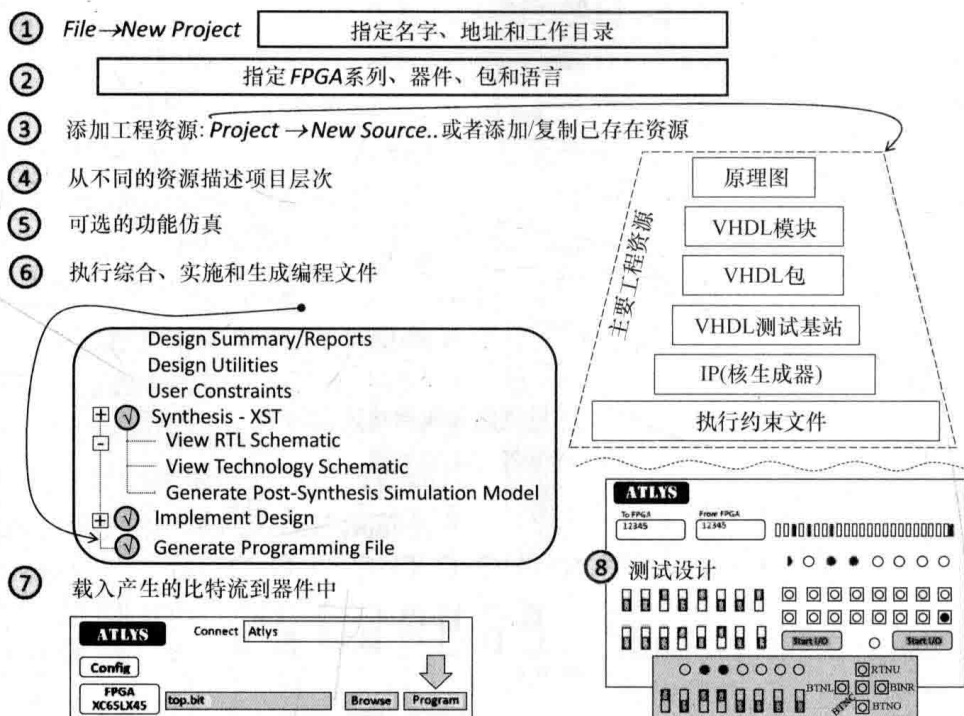 1 File→New Project 指定名字、地址和工作目录
2 指定FPGA系列、器件、包和语言
3 添加工程资源: Project →New Source.. 或者添加/复制已存在资源
4 从不同的资源描述项目层次
5 可选的功能仿真
6 执行综合、实施和生成编程文件
主要工程资源
原理图
VHDL模块
VHDL包
VHDL测试基站
IP(核生成器)
执行约束文件
Design Summary/Reports
Design Utilities
User Constraints
Synthesis - XST
View RTL Schematic
View Technology Schematic
Generate Post-Synthesis Simulation Model
Implement Design
Generate Programming File
7 载入产生的比特流到器件中
ATLYS Connect Atlys
Config
FPGA
XC6SLX45 top.bit Browse Program
8 测试设计
ATLYS
To FPGA From FPGA
12345 12345
Start I/O Start I/O
RTNU
BTNL BINR
BTNC BTNO